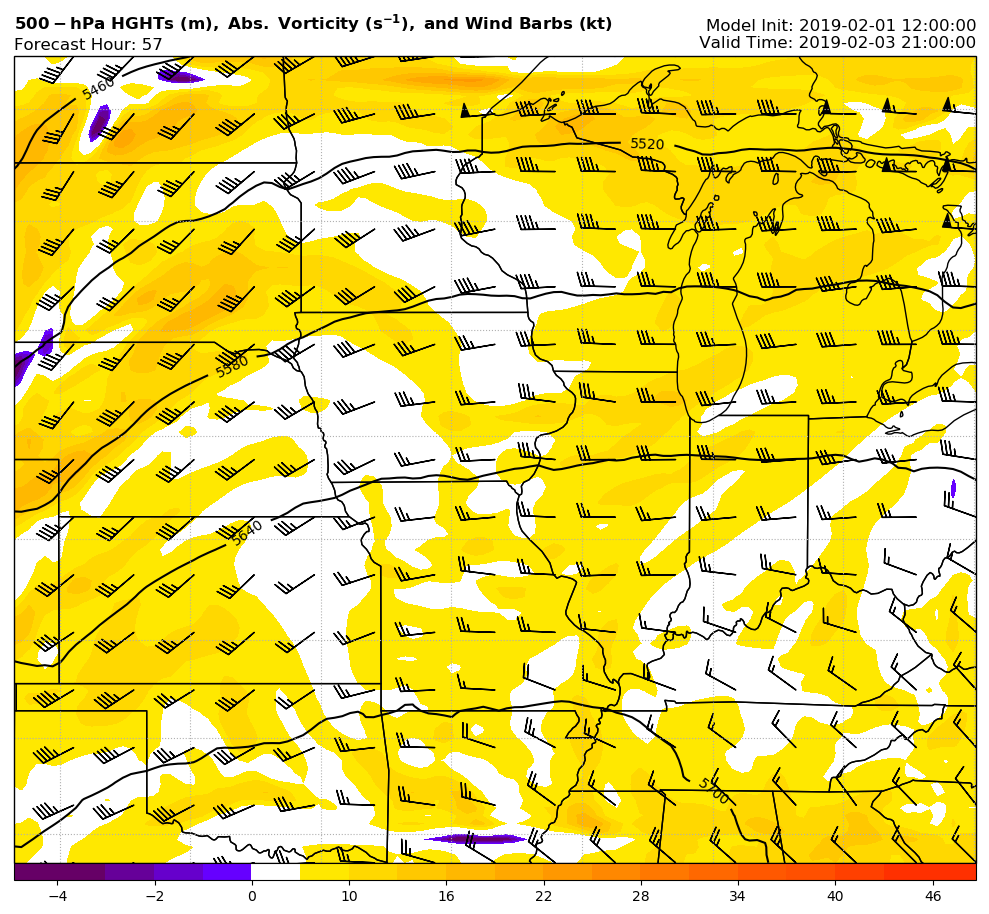 500 − hPa HGHTs (m), Abs. Vorticity (s⁻¹), and Wind Barbs (kt)
Model Init: 2019-02-01 12:00:00
Forecast Hour: 57
Valid Time: 2019-02-03 21:00:00
5460
5520
5580
5640
5700
−4 −2 0 10 16 22 28 34 40 46